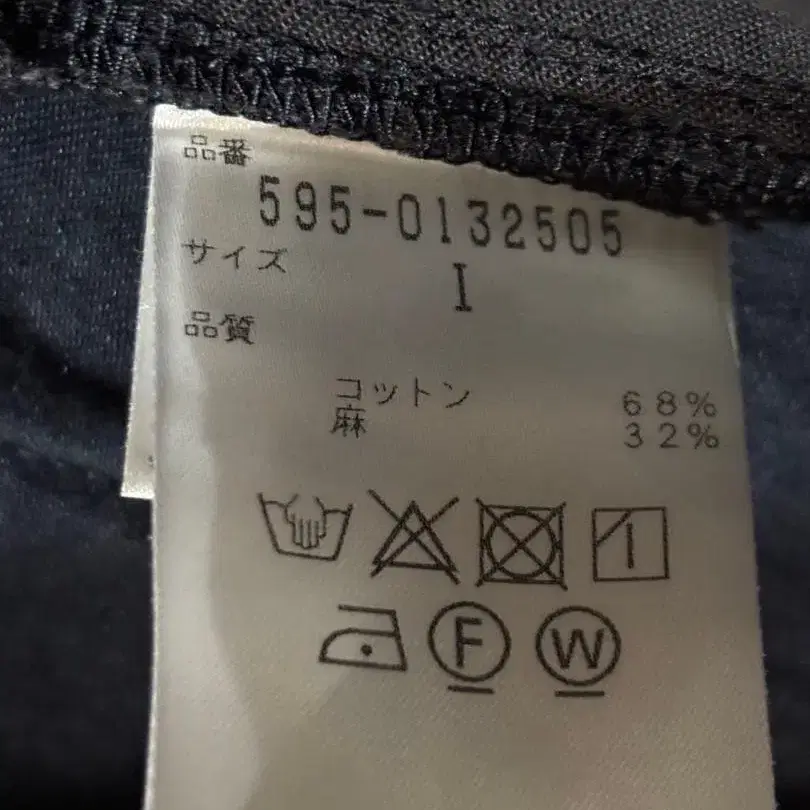 品番
595-0132505
サイズ
I
品質
コットン 68%
麻 32%
F W